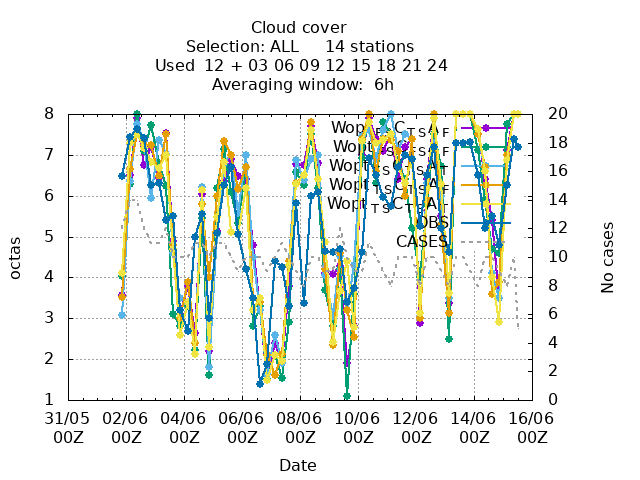 Cloud cover
Selection: ALL 14 stations
Used 12 + 03 06 09 12 15 18 21 24
Averaging window: 6h
8 20
7 18
6 16
5 14
4 12
3 10
2 8
1 6
4
2
0
OBS
CASES
octas
No cases
31/05 02/06 04/06 06/06 08/06 10/06 12/06 14/06 16/06
00Z 00Z 00Z 00Z 00Z 00Z 00Z 00Z 00Z
Date